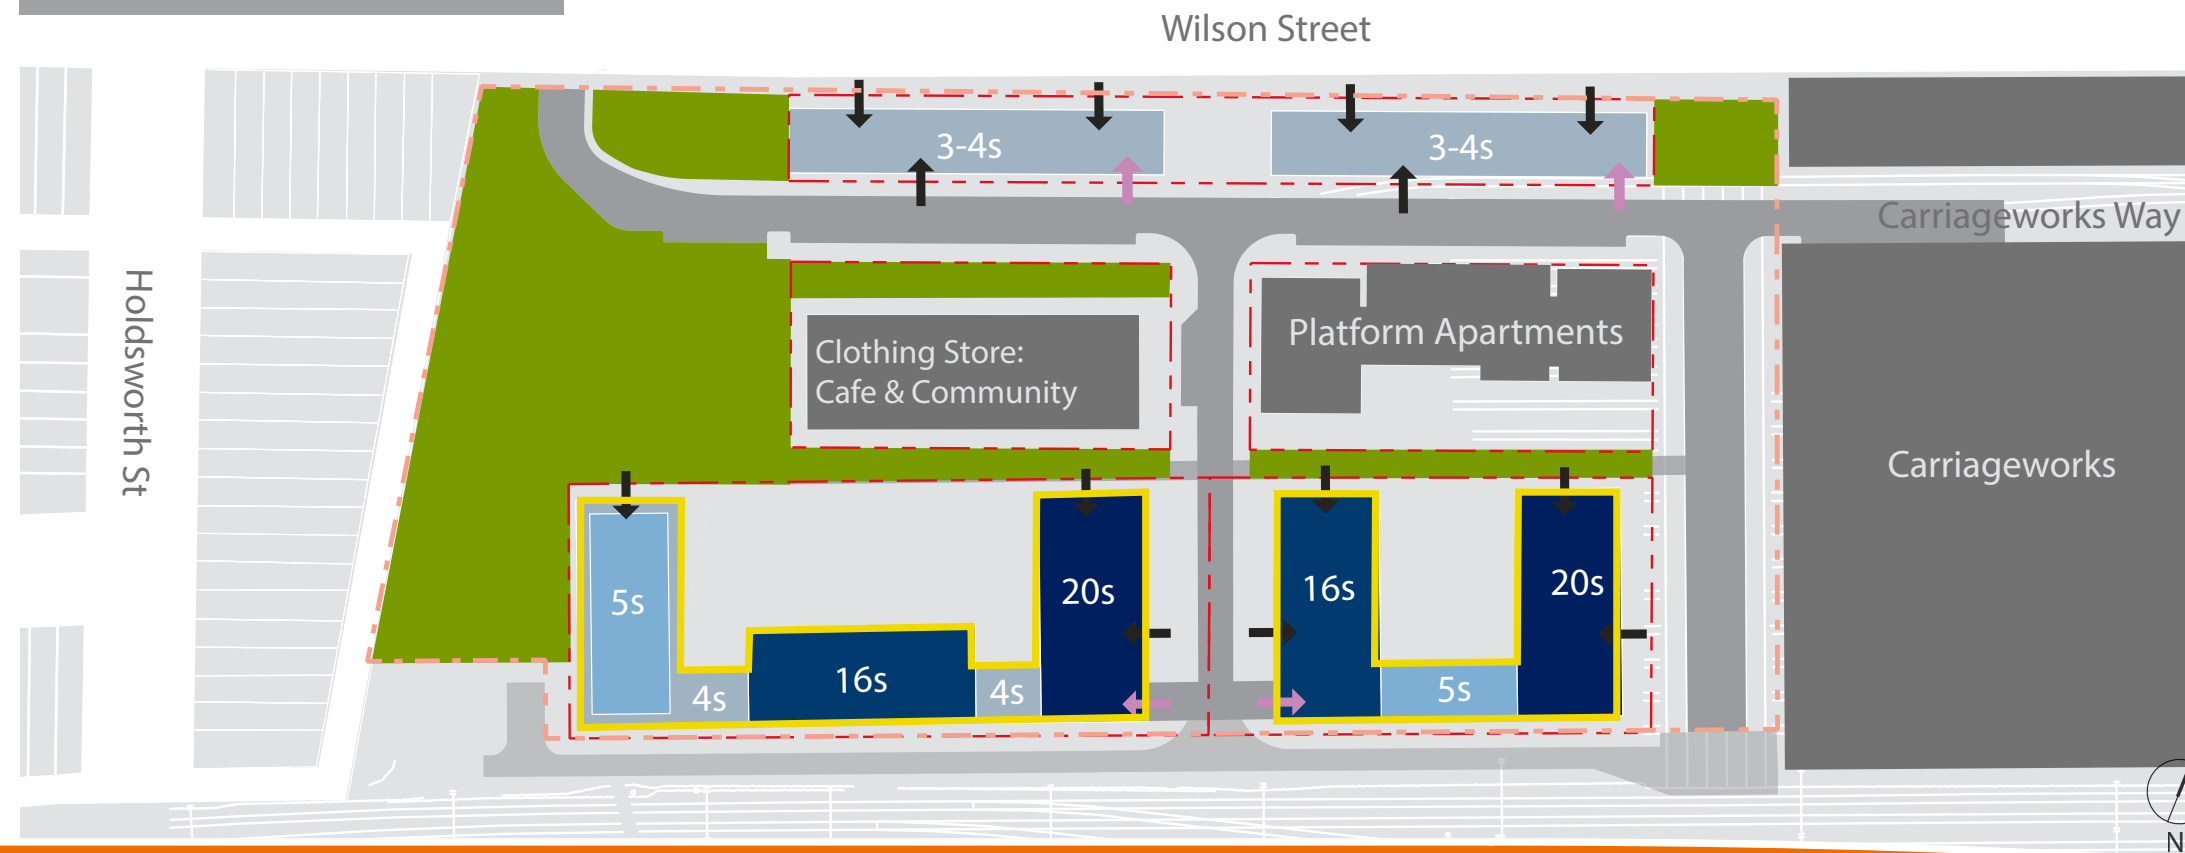 Wilson Street
3-4s
3-4s
Carriageworks Way
Holdsworth St
Clothing Store:
Cafe & Community
Platform Apartments
Carriageworks
5s
4s
16s
4s
20s
16s
5s
20s
N